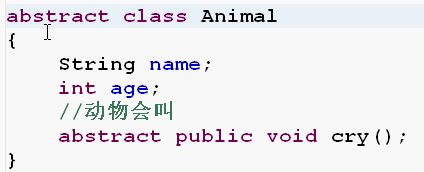 abstract class Animal
{
String name;
int age;
//动物会叫
abstract public void cry();
}